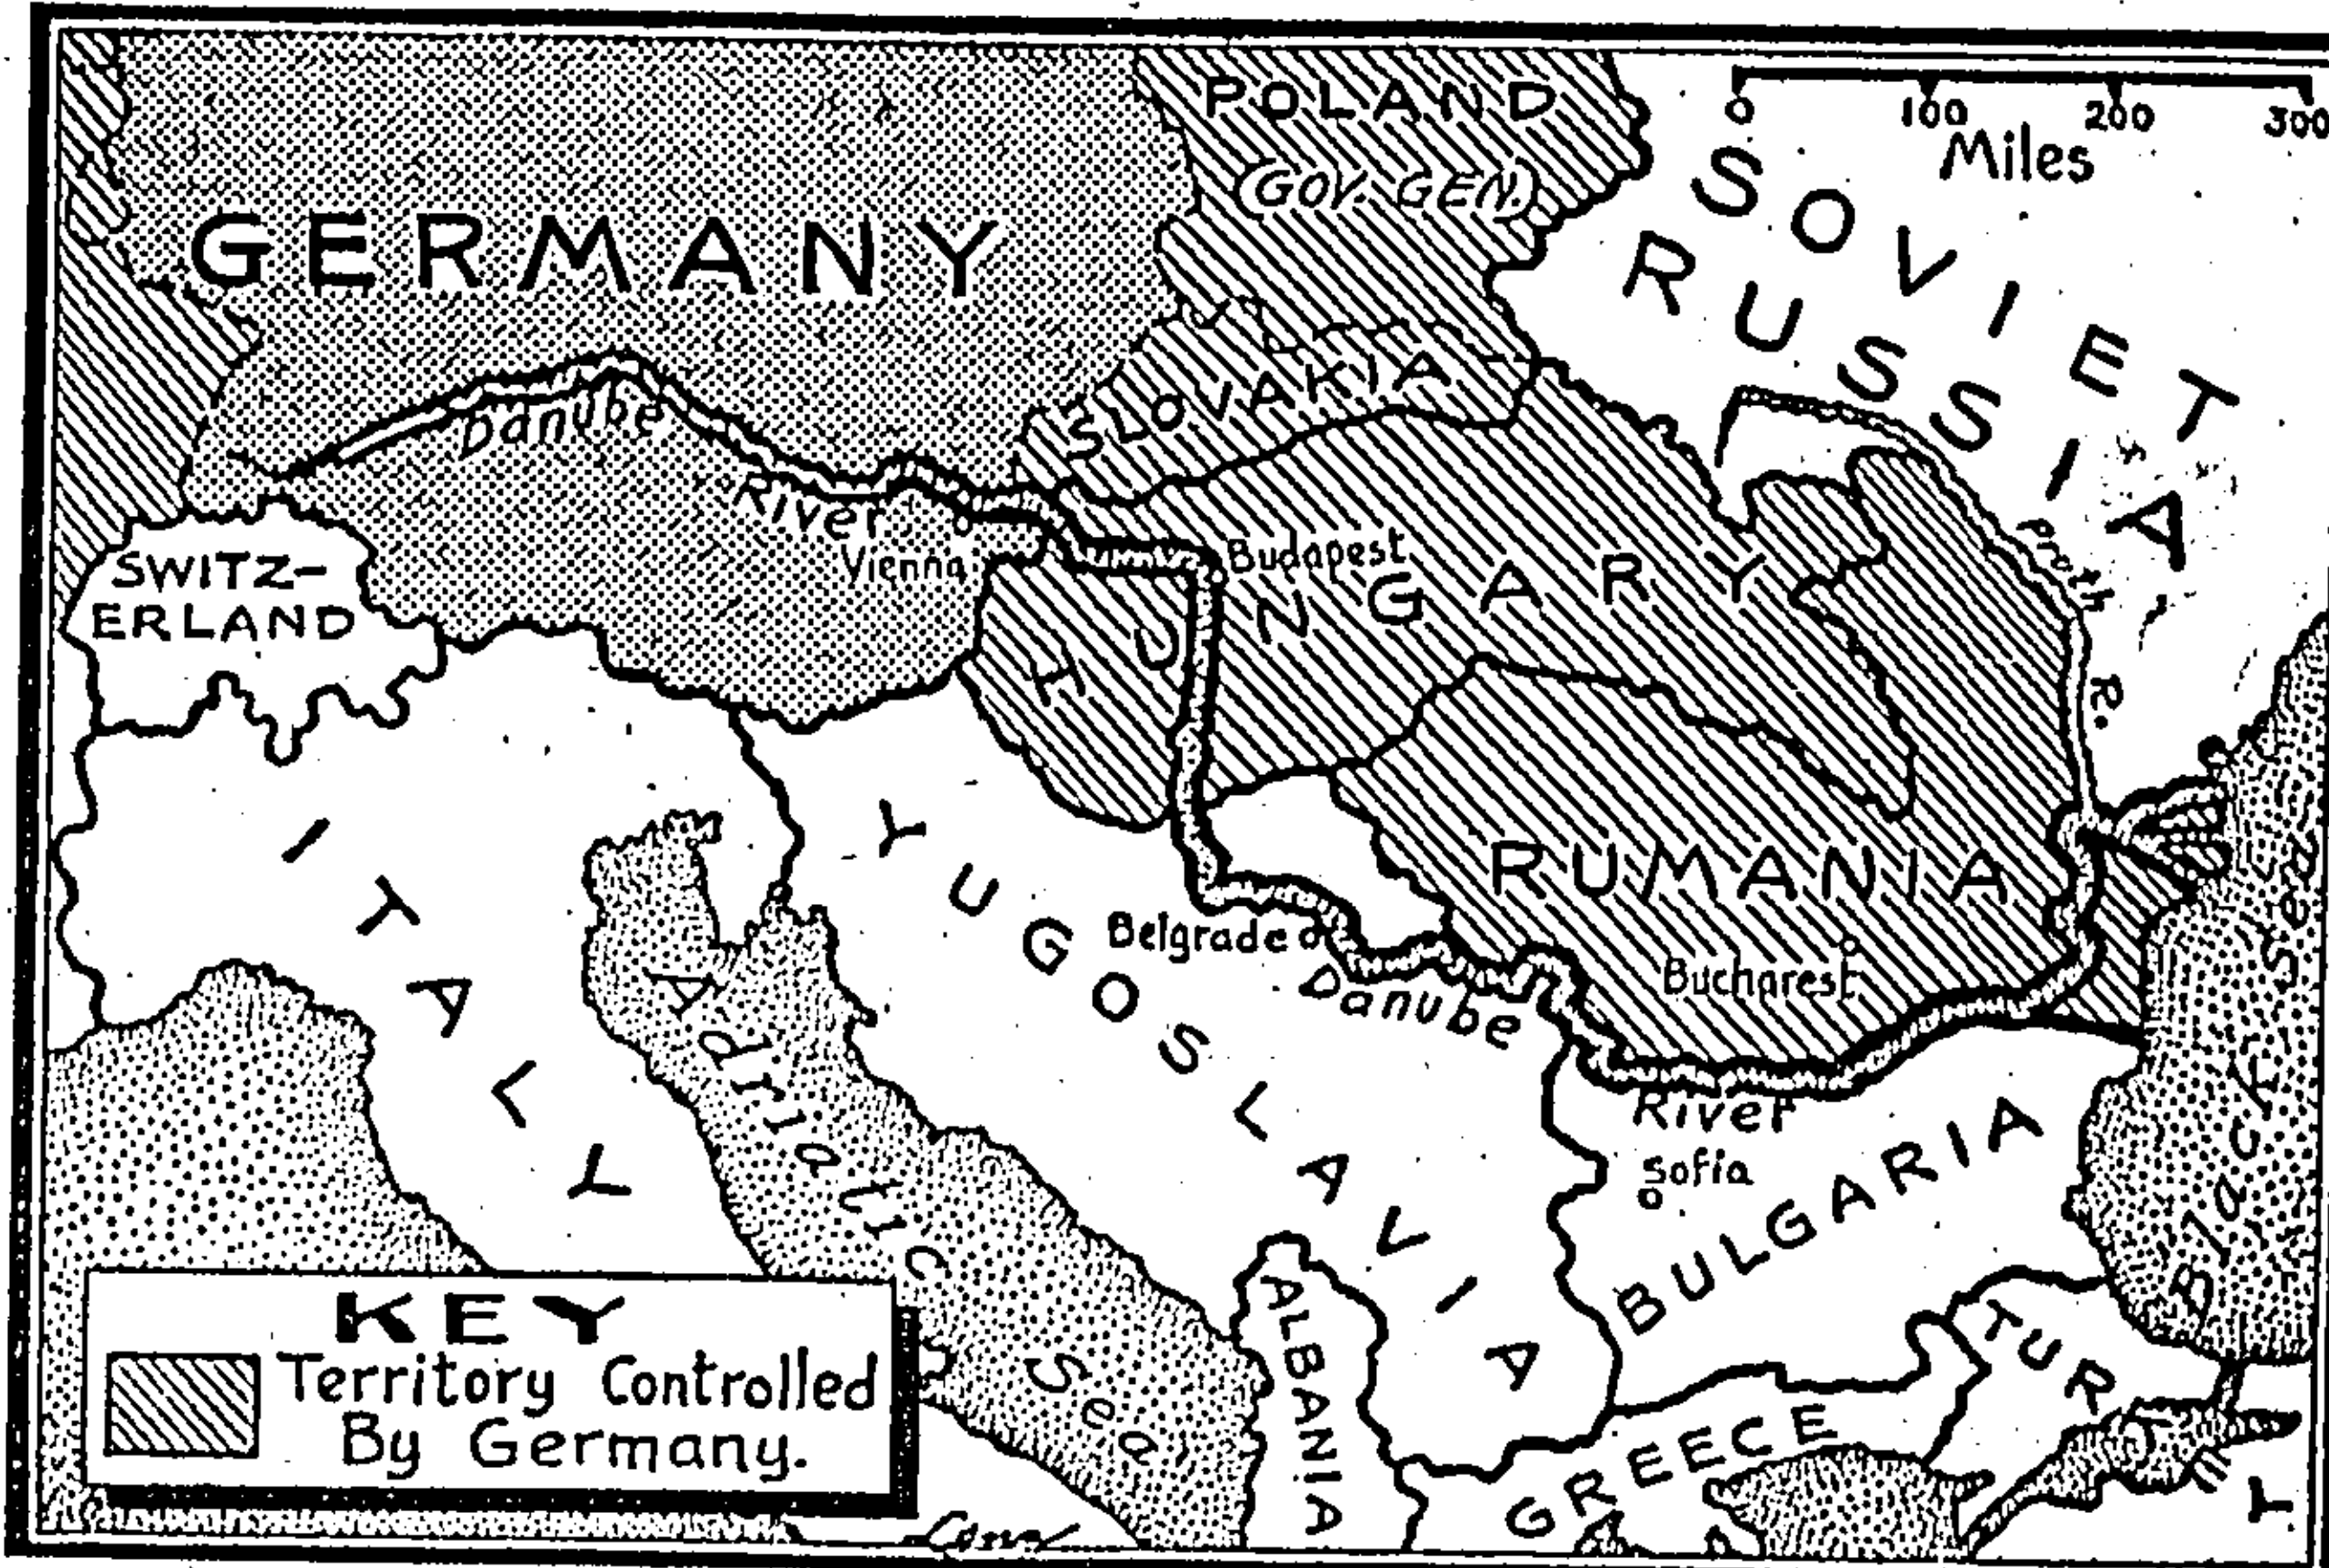 POLAND
(GOV. GEN.)
0 100 200 300
Miles
SOVIET
RUSSIA
GERMANY
SLOVAKIA
Danube
River
Vienna
Budapest
HUNGARY
Pruth R.
SWITZ-
ERLAND
ITALY
YUGOSLAVIA
RUMANIA
Belgrade
Bucharest
Danube
River
Sofia
BULGARIA
Adriatic Sea
Black Sea
ALBANIA
GREECE
TUR
Y
KEY
Territory Controlled
By Germany.